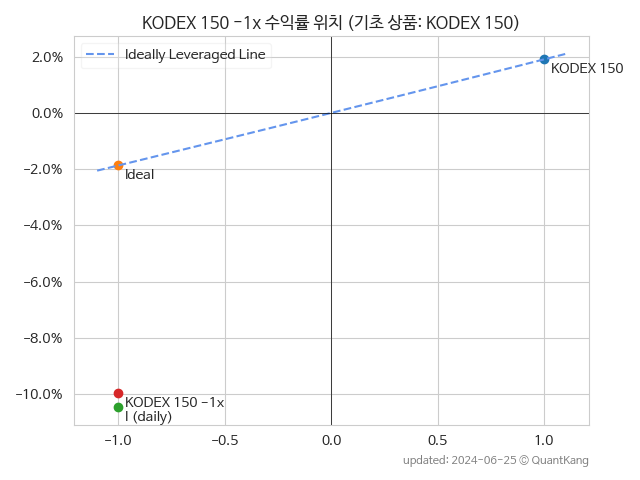 KODEX 150 -1x 수익률 위치 (기초 상품: KODEX 150)
Ideally Leveraged Line
2.0%
KODEX 150
0.0%
-2.0%
Ideal
-4.0%
-6.0%
-8.0%
-10.0%
KODEX 150 -1x
I (daily)
-1.0 -0.5 0.0 0.5 1.0
updated: 2024-06-25 © QuantKang